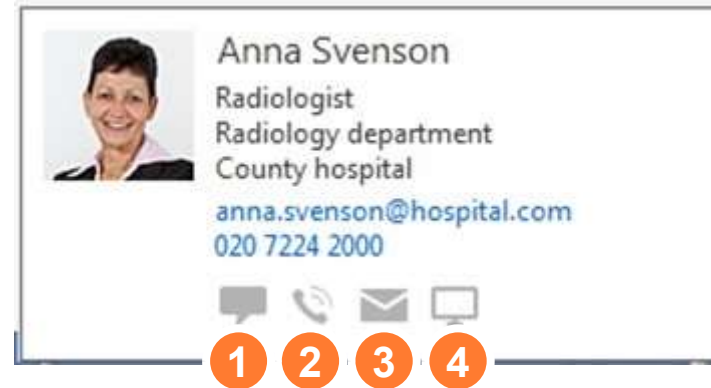 Anna Svenson
Radiologist
Radiology department
County hospital
anna.svenson@hospital.com
020 7224 2000
1 2 3 4